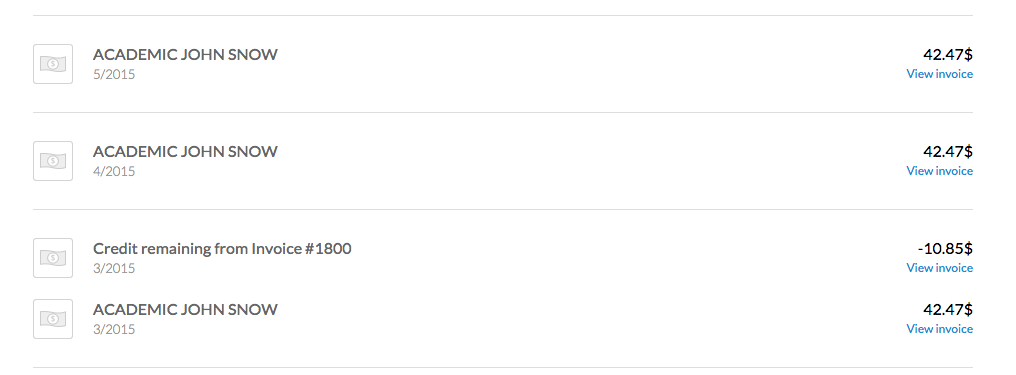 ACADEMIC JOHN SNOW 42.47$
5/2015 View invoice
ACADEMIC JOHN SNOW 42.47$
4/2015 View invoice
Credit remaining from Invoice #1800 -10.85$
3/2015 View invoice
ACADEMIC JOHN SNOW 42.47$
3/2015 View invoice